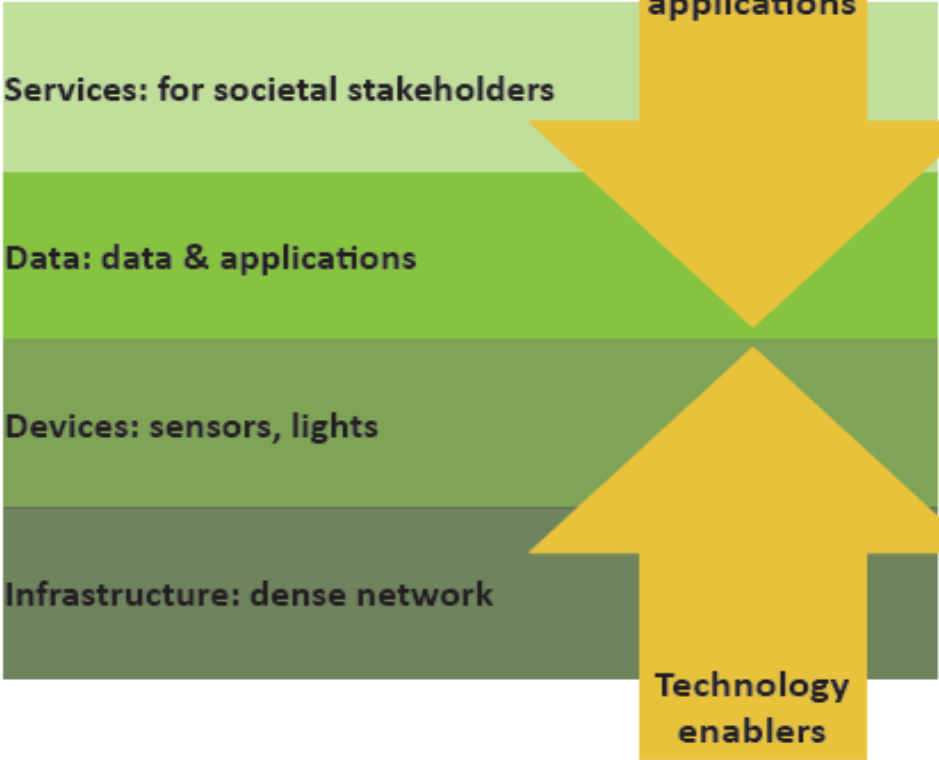 applications
Services: for societal stakeholders
Data: data & applications
Devices: sensors, lights
Infrastructure: dense network
Technology
enablers